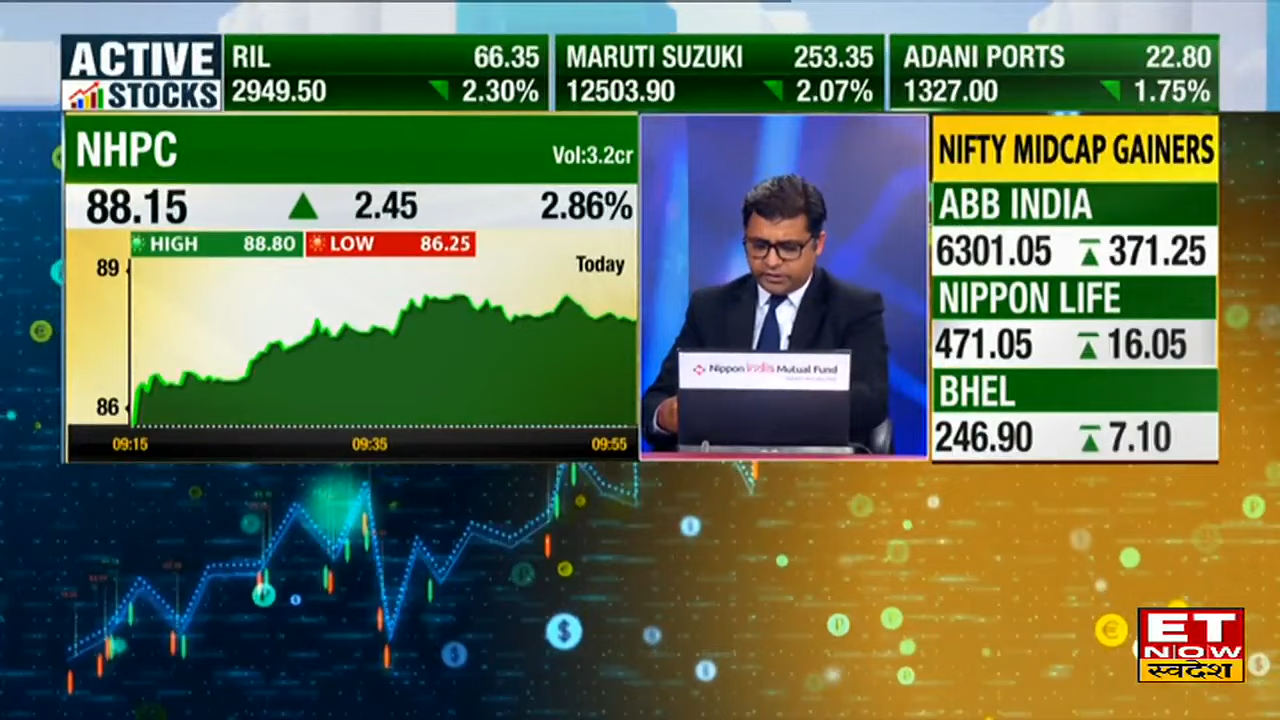 ACTIVE
STOCKS
RIL 66.35
2949.50 2.30%
MARUTI SUZUKI 253.35
12503.90 2.07%
ADANI PORTS 22.80
1327.00 1.75%
NHPC Vol:3.2cr
88.15 2.45 2.86%
HIGH 88.80 LOW 86.25
Today
89
86
09:15 09:35 09:55
Nippon india Mutual Fund
NIFTY MIDCAP GAINERS
ABB INDIA
6301.05 371.25
NIPPON LIFE
471.05 16.05
BHEL
246.90 7.10
ET
NOW
स्वदेश